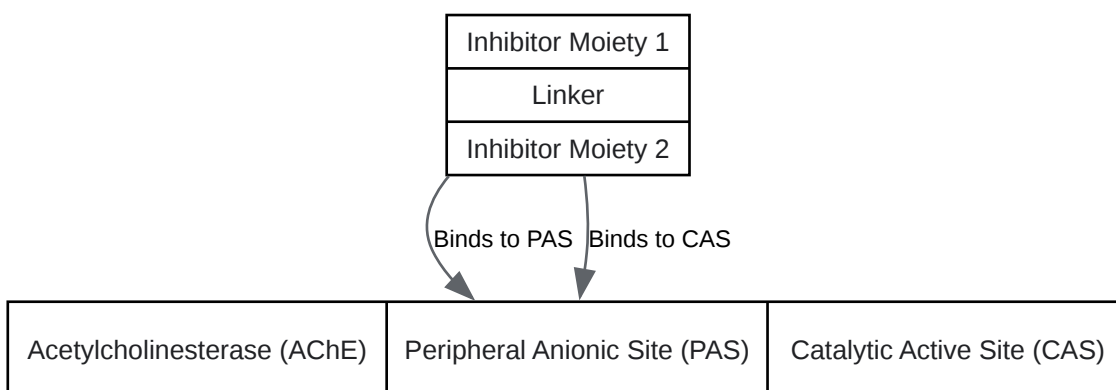 Inhibitor Moiety 1
Linker
Inhibitor Moiety 2
Binds to PAS
Binds to CAS
Acetylcholinesterase (AChE)
Peripheral Anionic Site (PAS)
Catalytic Active Site (CAS)